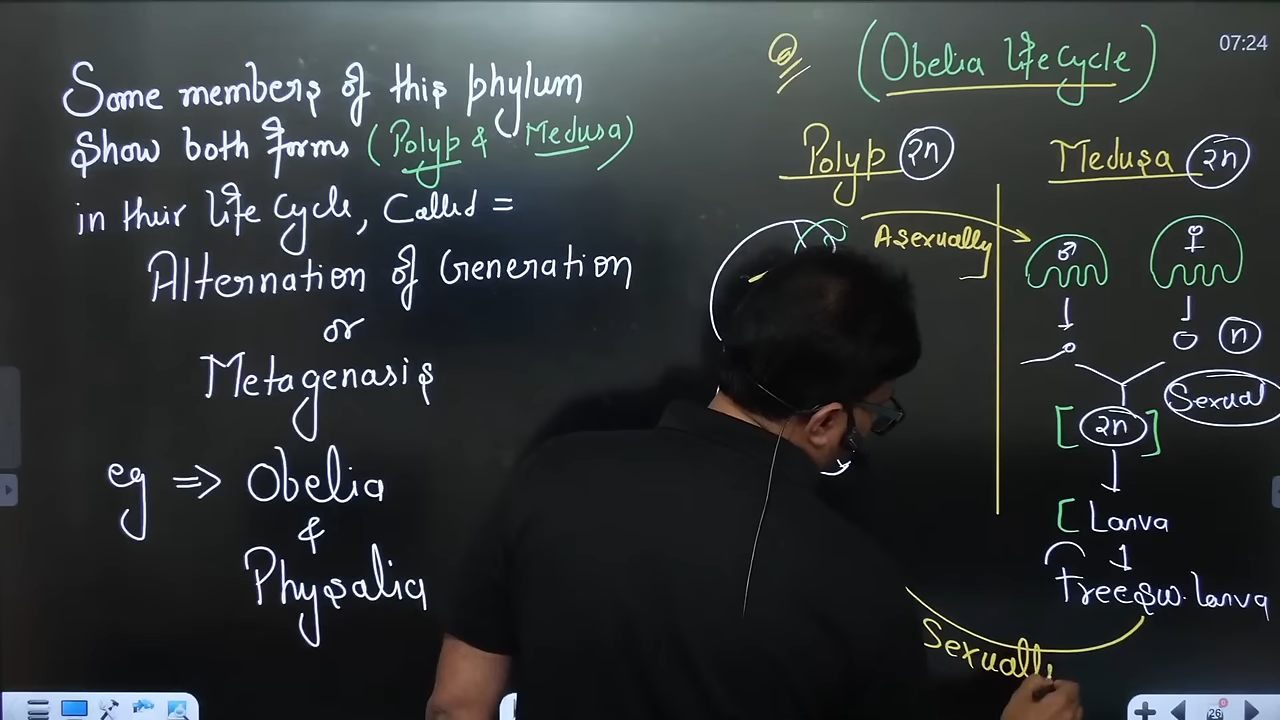 Some members of this phylum
Show both forms (Polyp & Medusa)
in their life cycle, Called =
Alternation of Generation
or
Metagenasis
eg => Obelia
&
Physalia
Q
(Obelia life Cycle)
07:24
Polyp 2n
Medusa 2n
Asexually
♂
♀
n
Sexual
[2n]
[Larva
freesw. larva
Sexually
26